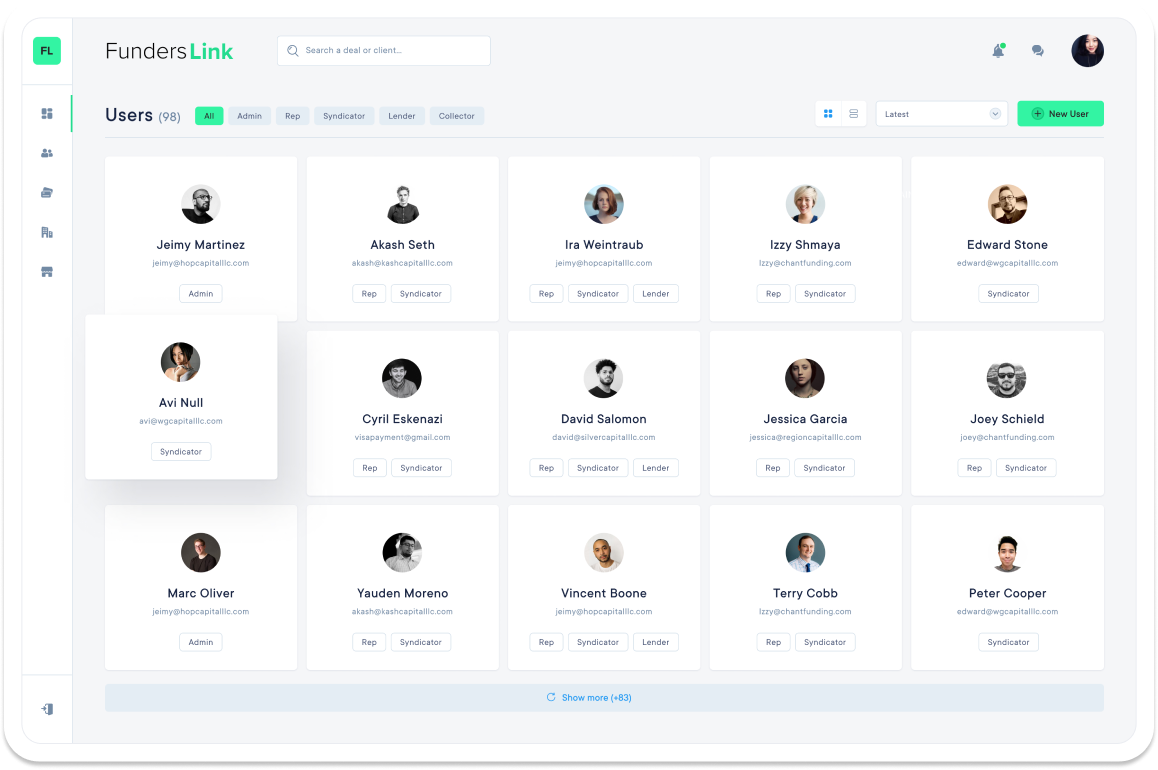 FL
FundersLink
Search a deal or client...
Users (98)
All
Admin
Rep
Syndicator
Lender
Collector
Latest
New User
Jeimy Martinez
jeimy@hopcapitalllc.com
Admin
Akash Seth
akash@kashcapitalllc.com
Rep Syndicator
Ira Weintraub
jeimy@hopcapitalllc.com
Rep Syndicator Lender
Izzy Shmaya
Izzy@chantfunding.com
Rep Syndicator
Edward Stone
edward@wgcapitalllc.com
Syndicator
Avi Null
avi@wgcapitalllc.com
Syndicator
Cyril Eskenazi
visapayment@gmail.com
Rep Syndicator
David Salomon
david@silvercapitalllc.com
Rep Syndicator Lender
Jessica Garcia
jessica@regioncapitalllc.com
Rep Syndicator
Joey Schield
joey@chantfunding.com
Rep Syndicator
Marc Oliver
jeimy@hopcapitalllc.com
Admin
Yauden Moreno
akash@kashcapitalllc.com
Rep Syndicator
Vincent Boone
jeimy@hopcapitalllc.com
Rep Syndicator Lender
Terry Cobb
Izzy@chantfunding.com
Rep Syndicator
Peter Cooper
edward@wgcapitalllc.com
Syndicator
Show more (+83)